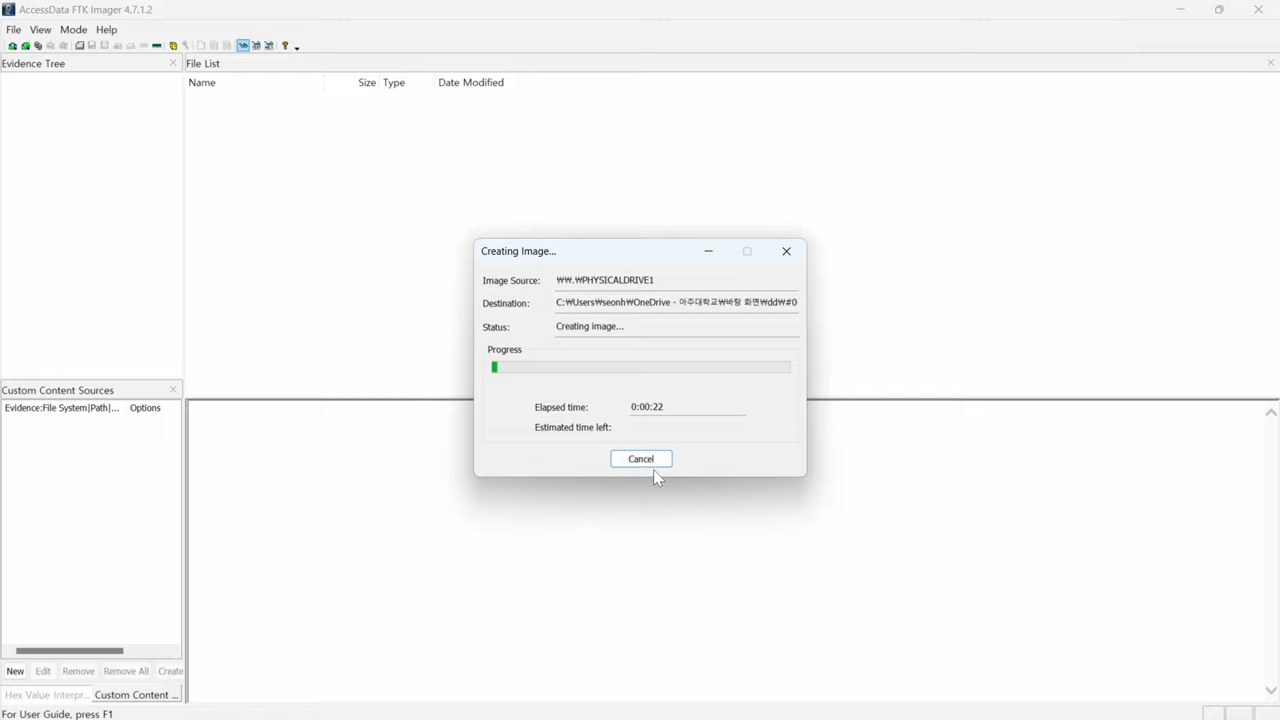 AccessData FTK Imager 4.7.1.2
File View Mode Help
Evidence Tree
File List
Name Size Type Date Modified
Creating Image...
Image Source: ₩₩.₩PHYSICALDRIVE1
Destination: C:₩Users₩seonh₩OneDrive - 아주대학교₩바탕 화면₩dd₩#0
Status: Creating image...
Progress
Elapsed time: 0:00:22
Estimated time left:
Cancel
Custom Content Sources
Evidence:File System|Path|... Options
New Edit Remove Remove All Create
Hex Value Interpr... Custom Content ...
For User Guide, press F1